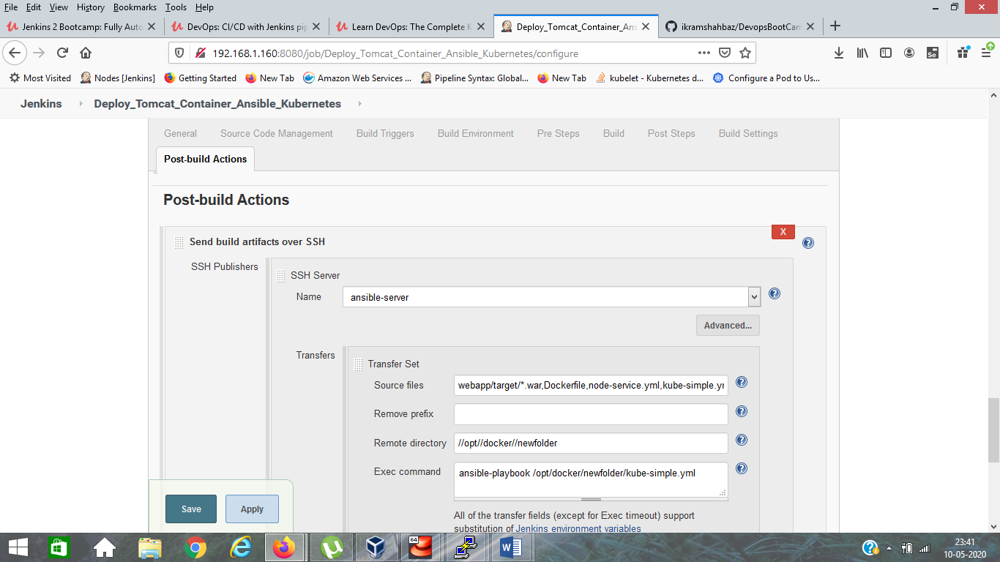 File Edit View History Bookmarks Tools Help
Jenkins 2 Bootcamp: Fully Auto
DevOps: CI/CD with Jenkins pip
Learn DevOps: The Complete K
Deploy_Tomcat_Container_Ans
ikramshahbaz/DevopsBootCam
192.168.1.160:8080/job/Deploy_Tomcat_Container_Ansible_Kubernetes/configure
Se
Most Visited Nodes [Jenkins] Getting Started New Tab Amazon Web Services ... Pipeline Syntax: Global... New Tab kubelet - Kubernetes d... Configure a Pod to Us...
Jenkins Deploy_Tomcat_Container_Ansible_Kubernetes
General Source Code Management Build Triggers Build Environment Pre Steps Build Post Steps Build Settings
Post-build Actions
Post-build Actions
X
Send build artifacts over SSH
SSH Publishers
SSH Server
Name ansible-server
Advanced...
Transfers
Transfer Set
Source files webapp/target/*.war,Dockerfile,node-service.yml,kube-simple.yn
Remove prefix
Remote directory //opt//docker//newfolder
Exec command ansible-playbook /opt/docker/newfolder/kube-simple.yml
All of the transfer fields (except for Exec timeout) support
substitution of Jenkins environment variables
Save Apply
64
23:41
10-05-2020